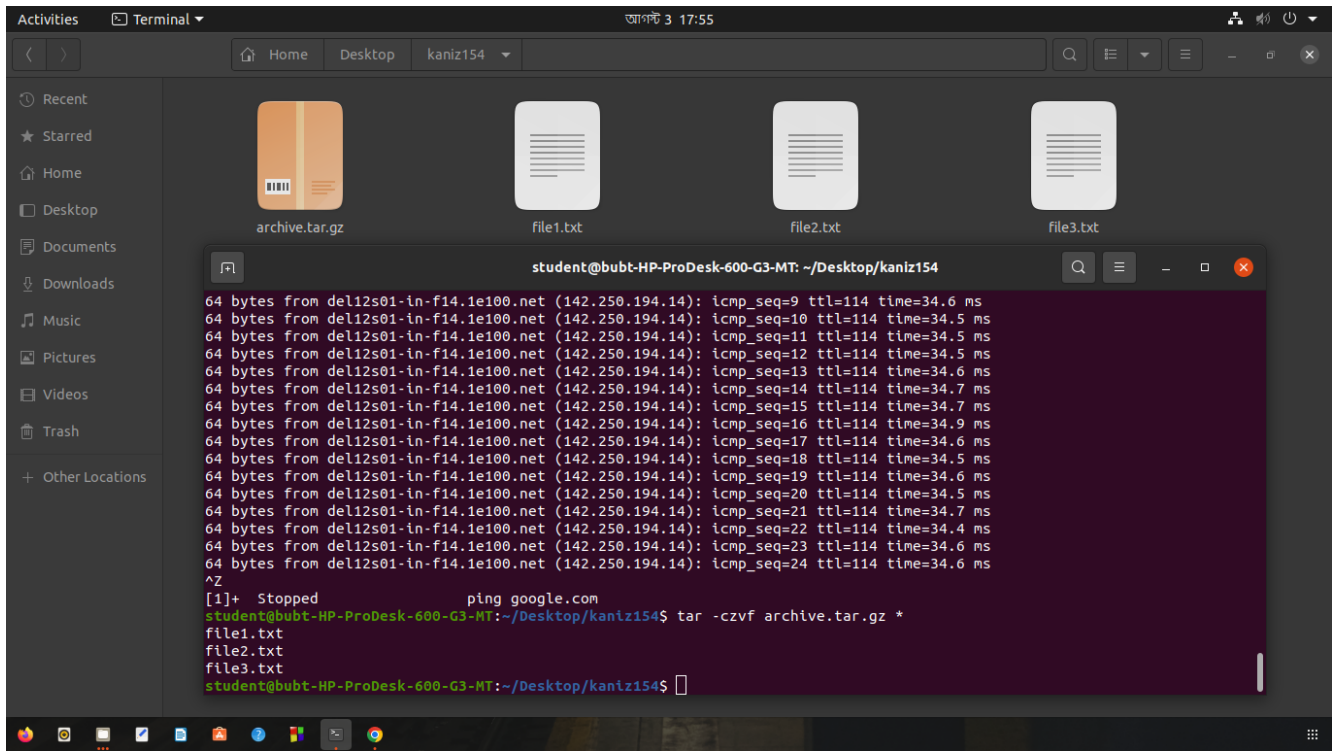 Activities Terminal আগস্ট 3 17:55
Home Desktop kaniz154
Recent
Starred
Home
Desktop
Documents
Downloads
Music
Pictures
Videos
Trash
+ Other Locations
archive.tar.gz file1.txt file2.txt file3.txt
student@bubt-HP-ProDesk-600-G3-MT: ~/Desktop/kaniz154
64 bytes from del12s01-in-f14.1e100.net (142.250.194.14): icmp_seq=9 ttl=114 time=34.6 ms
64 bytes from del12s01-in-f14.1e100.net (142.250.194.14): icmp_seq=10 ttl=114 time=34.5 ms
64 bytes from del12s01-in-f14.1e100.net (142.250.194.14): icmp_seq=11 ttl=114 time=34.5 ms
64 bytes from del12s01-in-f14.1e100.net (142.250.194.14): icmp_seq=12 ttl=114 time=34.5 ms
64 bytes from del12s01-in-f14.1e100.net (142.250.194.14): icmp_seq=13 ttl=114 time=34.6 ms
64 bytes from del12s01-in-f14.1e100.net (142.250.194.14): icmp_seq=14 ttl=114 time=34.7 ms
64 bytes from del12s01-in-f14.1e100.net (142.250.194.14): icmp_seq=15 ttl=114 time=34.7 ms
64 bytes from del12s01-in-f14.1e100.net (142.250.194.14): icmp_seq=16 ttl=114 time=34.9 ms
64 bytes from del12s01-in-f14.1e100.net (142.250.194.14): icmp_seq=17 ttl=114 time=34.6 ms
64 bytes from del12s01-in-f14.1e100.net (142.250.194.14): icmp_seq=18 ttl=114 time=34.5 ms
64 bytes from del12s01-in-f14.1e100.net (142.250.194.14): icmp_seq=19 ttl=114 time=34.6 ms
64 bytes from del12s01-in-f14.1e100.net (142.250.194.14): icmp_seq=20 ttl=114 time=34.5 ms
64 bytes from del12s01-in-f14.1e100.net (142.250.194.14): icmp_seq=21 ttl=114 time=34.7 ms
64 bytes from del12s01-in-f14.1e100.net (142.250.194.14): icmp_seq=22 ttl=114 time=34.4 ms
64 bytes from del12s01-in-f14.1e100.net (142.250.194.14): icmp_seq=23 ttl=114 time=34.6 ms
64 bytes from del12s01-in-f14.1e100.net (142.250.194.14): icmp_seq=24 ttl=114 time=34.6 ms
^Z
[1]+  Stopped                 ping google.com
student@bubt-HP-ProDesk-600-G3-MT:~/Desktop/kaniz154$ tar -czvf archive.tar.gz *
file1.txt
file2.txt
file3.txt
student@bubt-HP-ProDesk-600-G3-MT:~/Desktop/kaniz154$